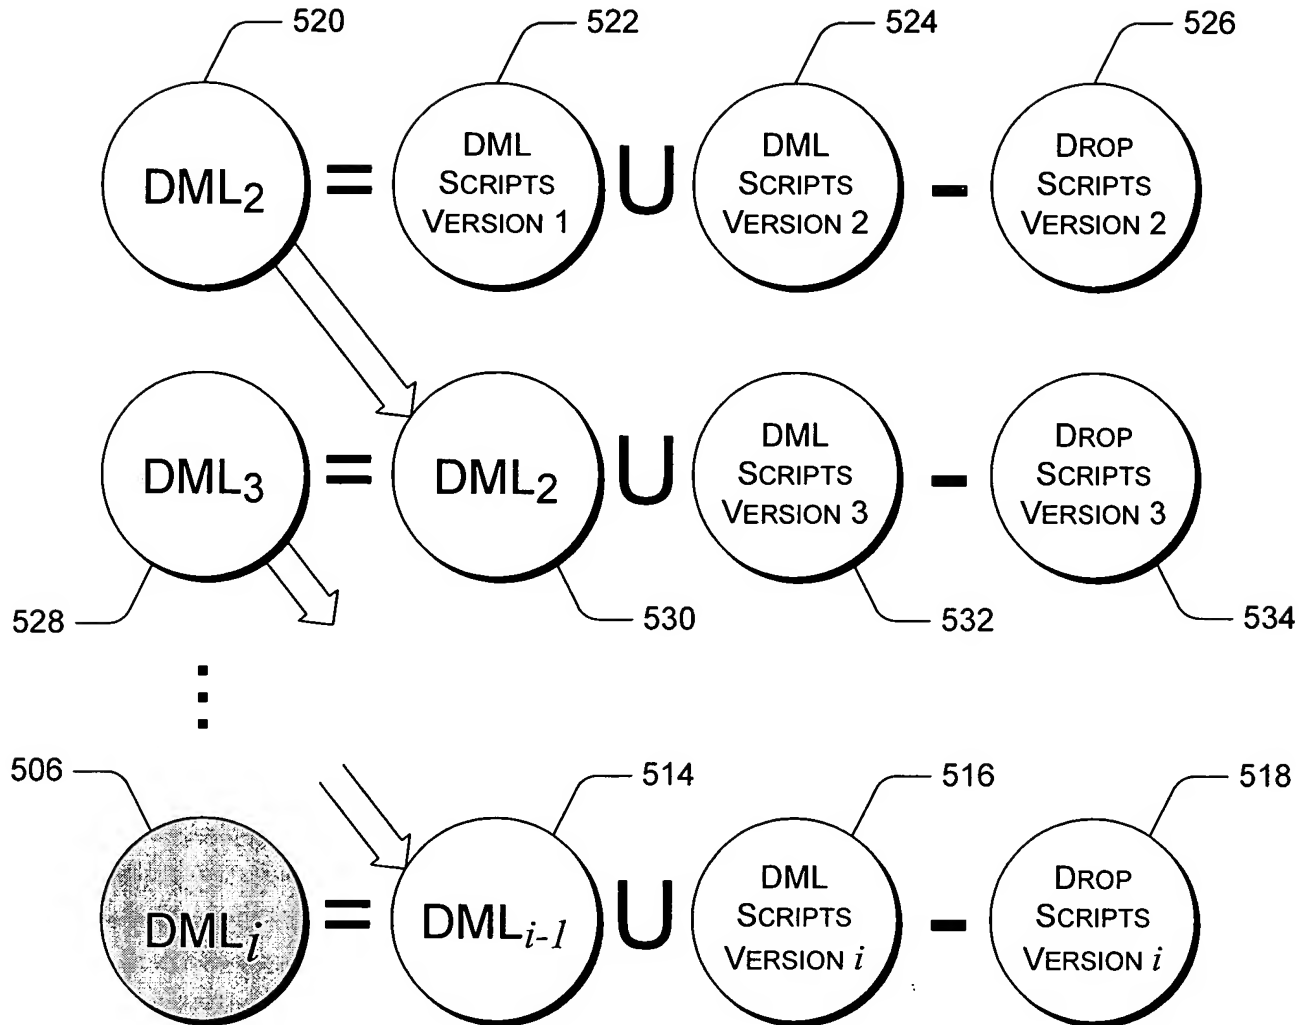 520 522 524 526
DML2 = DML SCRIPTS VERSION 1 U DML SCRIPTS VERSION 2 - DROP SCRIPTS VERSION 2
DML3 = DML2 U DML SCRIPTS VERSION 3 - DROP SCRIPTS VERSION 3
528 530 532 534
⋮
506 514 516 518
DMLi = DMLi-1 U DML SCRIPTS VERSION i - DROP SCRIPTS VERSION i